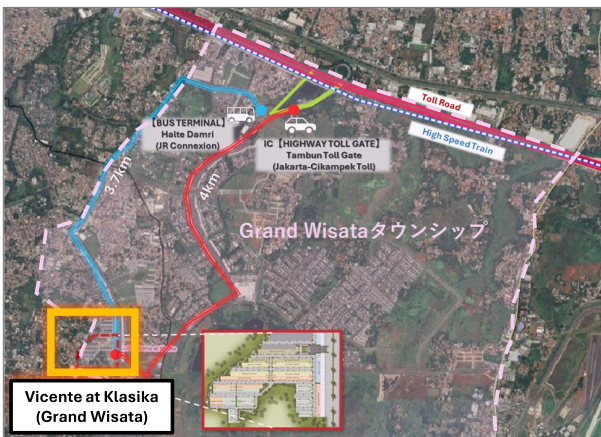 Toll Road
High Speed Train
【BUS TERMINAL】
Halte Damri
(JR Connexion)
IC【HIGHWAY TOLL GATE】
Tambun Toll Gate
(Jakarta-Cikampek Toll)
3.7km
4km
Grand Wisataタウンシップ
Vicente at Klasika
(Grand Wisata)